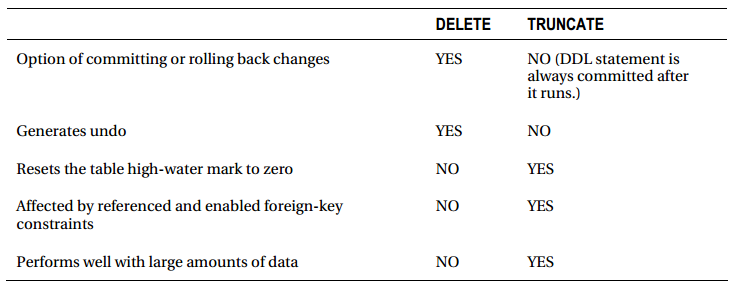 DELETE TRUNCATE
Option of committing or rolling back changes YES NO (DDL statement is
always committed after
it runs.)
Generates undo YES NO
Resets the table high-water mark to zero NO YES
Affected by referenced and enabled foreign-key NO YES
constraints
Performs well with large amounts of data NO YES